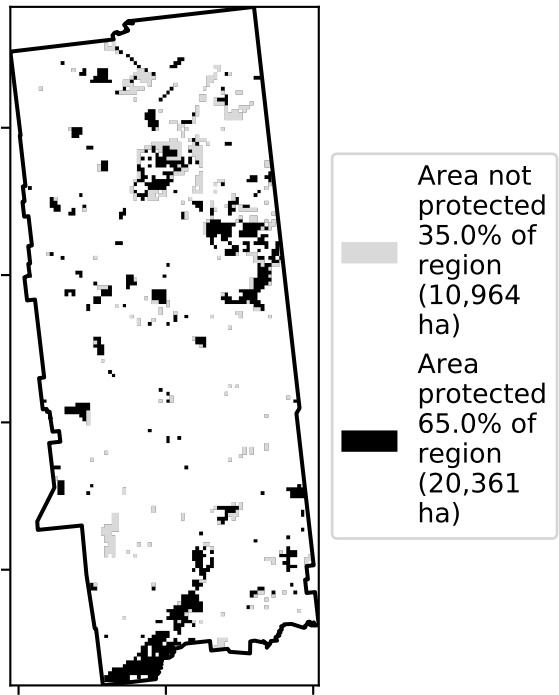 Area not
protected
35.0% of
region
(10,964
ha)
Area
protected
65.0% of
region
(20,361
ha)